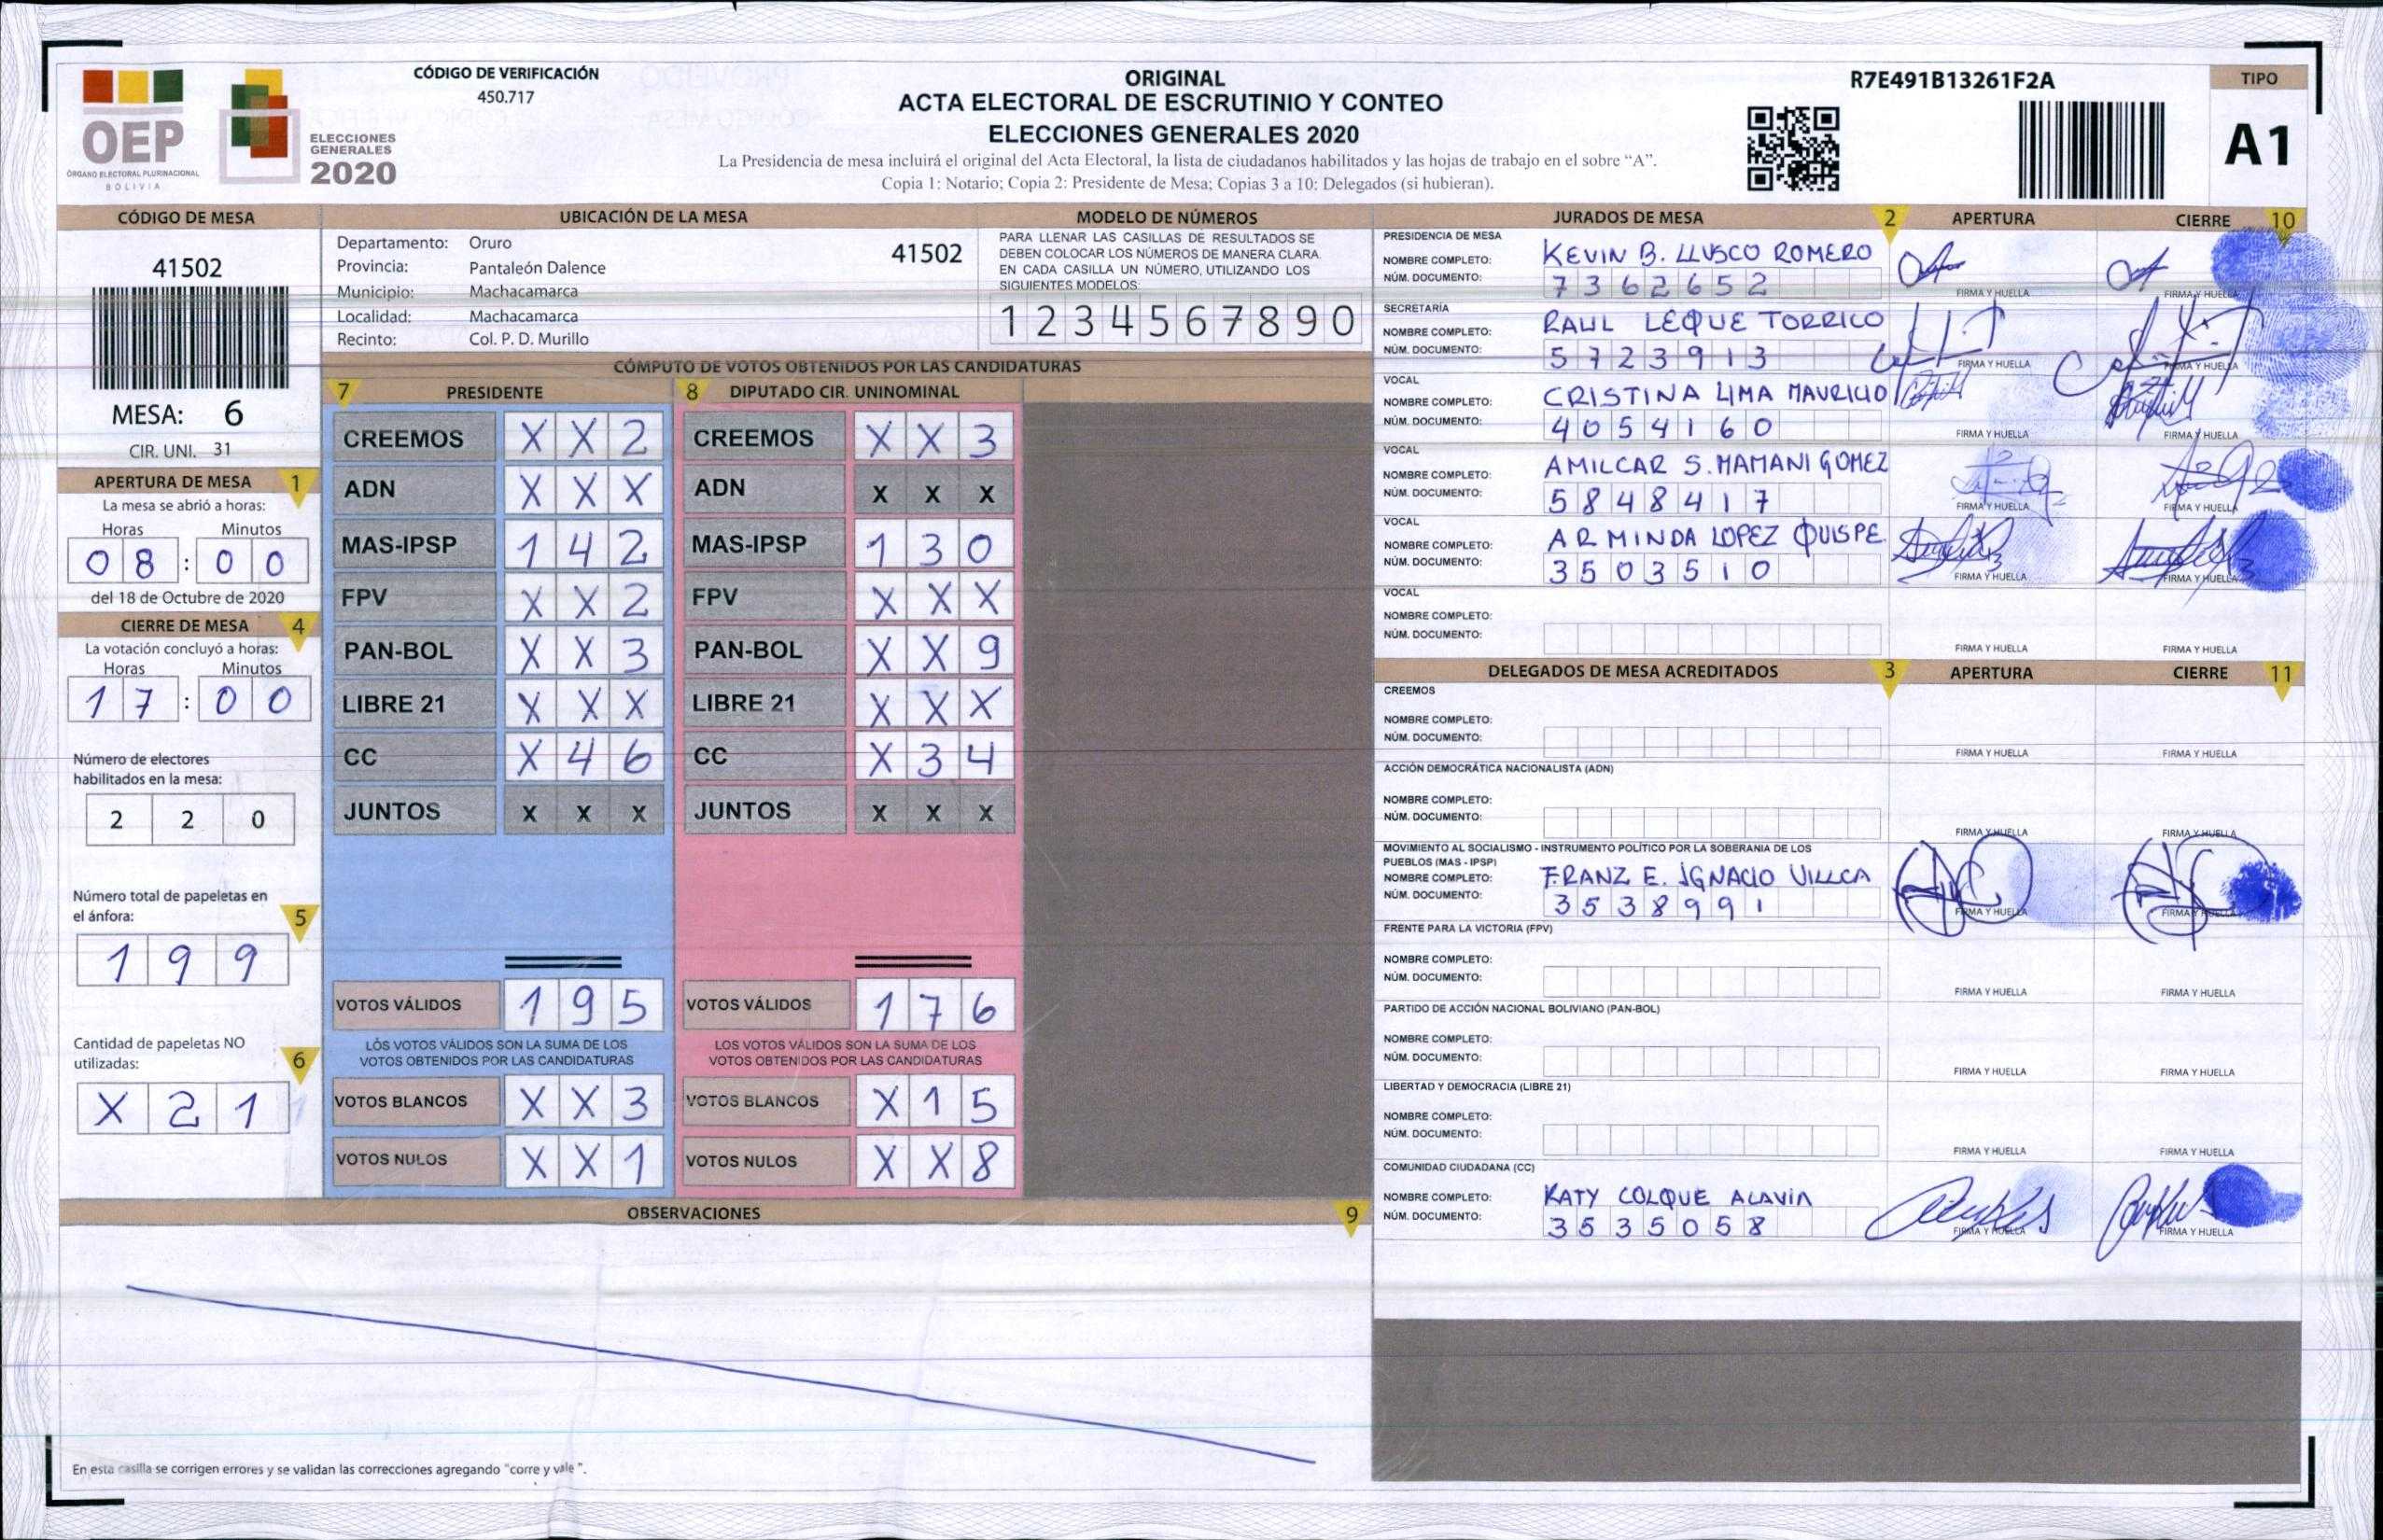 OEP
ÓRGANO ELECTORAL PLURINACIONAL
BOLIVIA
ELECCIONES
GENERALES
2020
CÓDIGO DE VERIFICACIÓN
450.717
ORIGINAL
ACTA ELECTORAL DE ESCRUTINIO Y CONTEO
ELECCIONES GENERALES 2020
La Presidencia de mesa incluirá el original del Acta Electoral, la lista de ciudadanos habilitados y las hojas de trabajo en el sobre “A”.
Copia 1: Notario; Copia 2: Presidente de Mesa; Copias 3 a 10: Delegados (si hubieran).
R7E491B13261F2A
TIPO
A1
CÓDIGO DE MESA
41502
MESA: 6
CIR. UNI. 31
APERTURA DE MESA 1
La mesa se abrió a horas:
Horas Minutos
0 8 : 0 0
del 18 de Octubre de 2020
CIERRE DE MESA 4
La votación concluyó a horas:
Horas Minutos
1 7 : 0 0
Número de electores
habilitados en la mesa:
2 2 0
Número total de papeletas en
el ánfora: 5
1 9 9
Cantidad de papeletas NO
utilizadas: 6
X 2 1
UBICACIÓN DE LA MESA
Departamento: Oruro 41502
Provincia: Pantaleón Dalence
Municipio: Machacamarca
Localidad: Machacamarca
Recinto: Col. P. D. Murillo
MODELO DE NÚMEROS
PARA LLENAR LAS CASILLAS DE RESULTADOS SE
DEBEN COLOCAR LOS NÚMEROS DE MANERA CLARA.
EN CADA CASILLA UN NÚMERO, UTILIZANDO LOS
SIGUIENTES MODELOS:
1 2 3 4 5 6 7 8 9 0
CÓMPUTO DE VOTOS OBTENIDOS POR LAS CANDIDATURAS
7 PRESIDENTE 8 DIPUTADO CIR. UNINOMINAL
CREEMOS X X 2 CREEMOS X X 3
ADN X X X ADN X X X
MAS-IPSP 1 4 2 MAS-IPSP 1 3 0
FPV X X 2 FPV X X X
PAN-BOL X X 3 PAN-BOL X X 9
LIBRE 21 X X X LIBRE 21 X X X
CC X 4 6 CC X 3 4
JUNTOS X X X JUNTOS X X X
VOTOS VÁLIDOS 1 9 5 VOTOS VÁLIDOS 1 7 6
LOS VOTOS VÁLIDOS SON LA SUMA DE LOS LOS VOTOS VÁLIDOS SON LA SUMA DE LOS
VOTOS OBTENIDOS POR LAS CANDIDATURAS VOTOS OBTENIDOS POR LAS CANDIDATURAS
VOTOS BLANCOS X X 3 VOTOS BLANCOS X 1 5
VOTOS NULOS X X 1 VOTOS NULOS X X 8
OBSERVACIONES 9
En esta casilla se corrigen errores y se validan las correcciones agregando "corre y vale ".
JURADOS DE MESA 2 APERTURA CIERRE 10
PRESIDENCIA DE MESA
NOMBRE COMPLETO: KEVIN B. LLUSCO ROMERO
NÚM. DOCUMENTO: 7362652
FIRMA Y HUELLA FIRMA Y HUELLA
SECRETARÍA
NOMBRE COMPLETO: RAUL LEQUE TORRICO
NÚM. DOCUMENTO: 5723913
FIRMA Y HUELLA FIRMA Y HUELLA
VOCAL
NOMBRE COMPLETO: CRISTINA LIMA MAURICIO
NÚM. DOCUMENTO: 4054160
FIRMA Y HUELLA FIRMA Y HUELLA
VOCAL
NOMBRE COMPLETO: AMILCAR S. MAMANI GOMEZ
NÚM. DOCUMENTO: 5848417
FIRMA Y HUELLA FIRMA Y HUELLA
VOCAL
NOMBRE COMPLETO: ARMINDA LOPEZ QUISPE.
NÚM. DOCUMENTO: 3503510
FIRMA Y HUELLA FIRMA Y HUELLA
VOCAL
NOMBRE COMPLETO:
NÚM. DOCUMENTO:
FIRMA Y HUELLA FIRMA Y HUELLA
DELEGADOS DE MESA ACREDITADOS 3 APERTURA CIERRE 11
CREEMOS
NOMBRE COMPLETO:
NÚM. DOCUMENTO:
FIRMA Y HUELLA FIRMA Y HUELLA
ACCIÓN DEMOCRÁTICA NACIONALISTA (ADN)
NOMBRE COMPLETO:
NÚM. DOCUMENTO:
FIRMA Y HUELLA FIRMA Y HUELLA
MOVIMIENTO AL SOCIALISMO - INSTRUMENTO POLÍTICO POR LA SOBERANIA DE LOS
PUEBLOS (MAS - IPSP)
NOMBRE COMPLETO: FRANZ E. IGNACIO VILLCA
NÚM. DOCUMENTO: 3538991
FIRMA Y HUELLA FIRMA Y HUELLA
FRENTE PARA LA VICTORIA (FPV)
NOMBRE COMPLETO:
NÚM. DOCUMENTO:
FIRMA Y HUELLA FIRMA Y HUELLA
PARTIDO DE ACCIÓN NACIONAL BOLIVIANO (PAN-BOL)
NOMBRE COMPLETO:
NÚM. DOCUMENTO:
FIRMA Y HUELLA FIRMA Y HUELLA
LIBERTAD Y DEMOCRACIA (LIBRE 21)
NOMBRE COMPLETO:
NÚM. DOCUMENTO:
FIRMA Y HUELLA FIRMA Y HUELLA
COMUNIDAD CIUDADANA (CC)
NOMBRE COMPLETO: KATY COLQUE ALAVIA
NÚM. DOCUMENTO: 3535058
FIRMA Y HUELLA FIRMA Y HUELLA